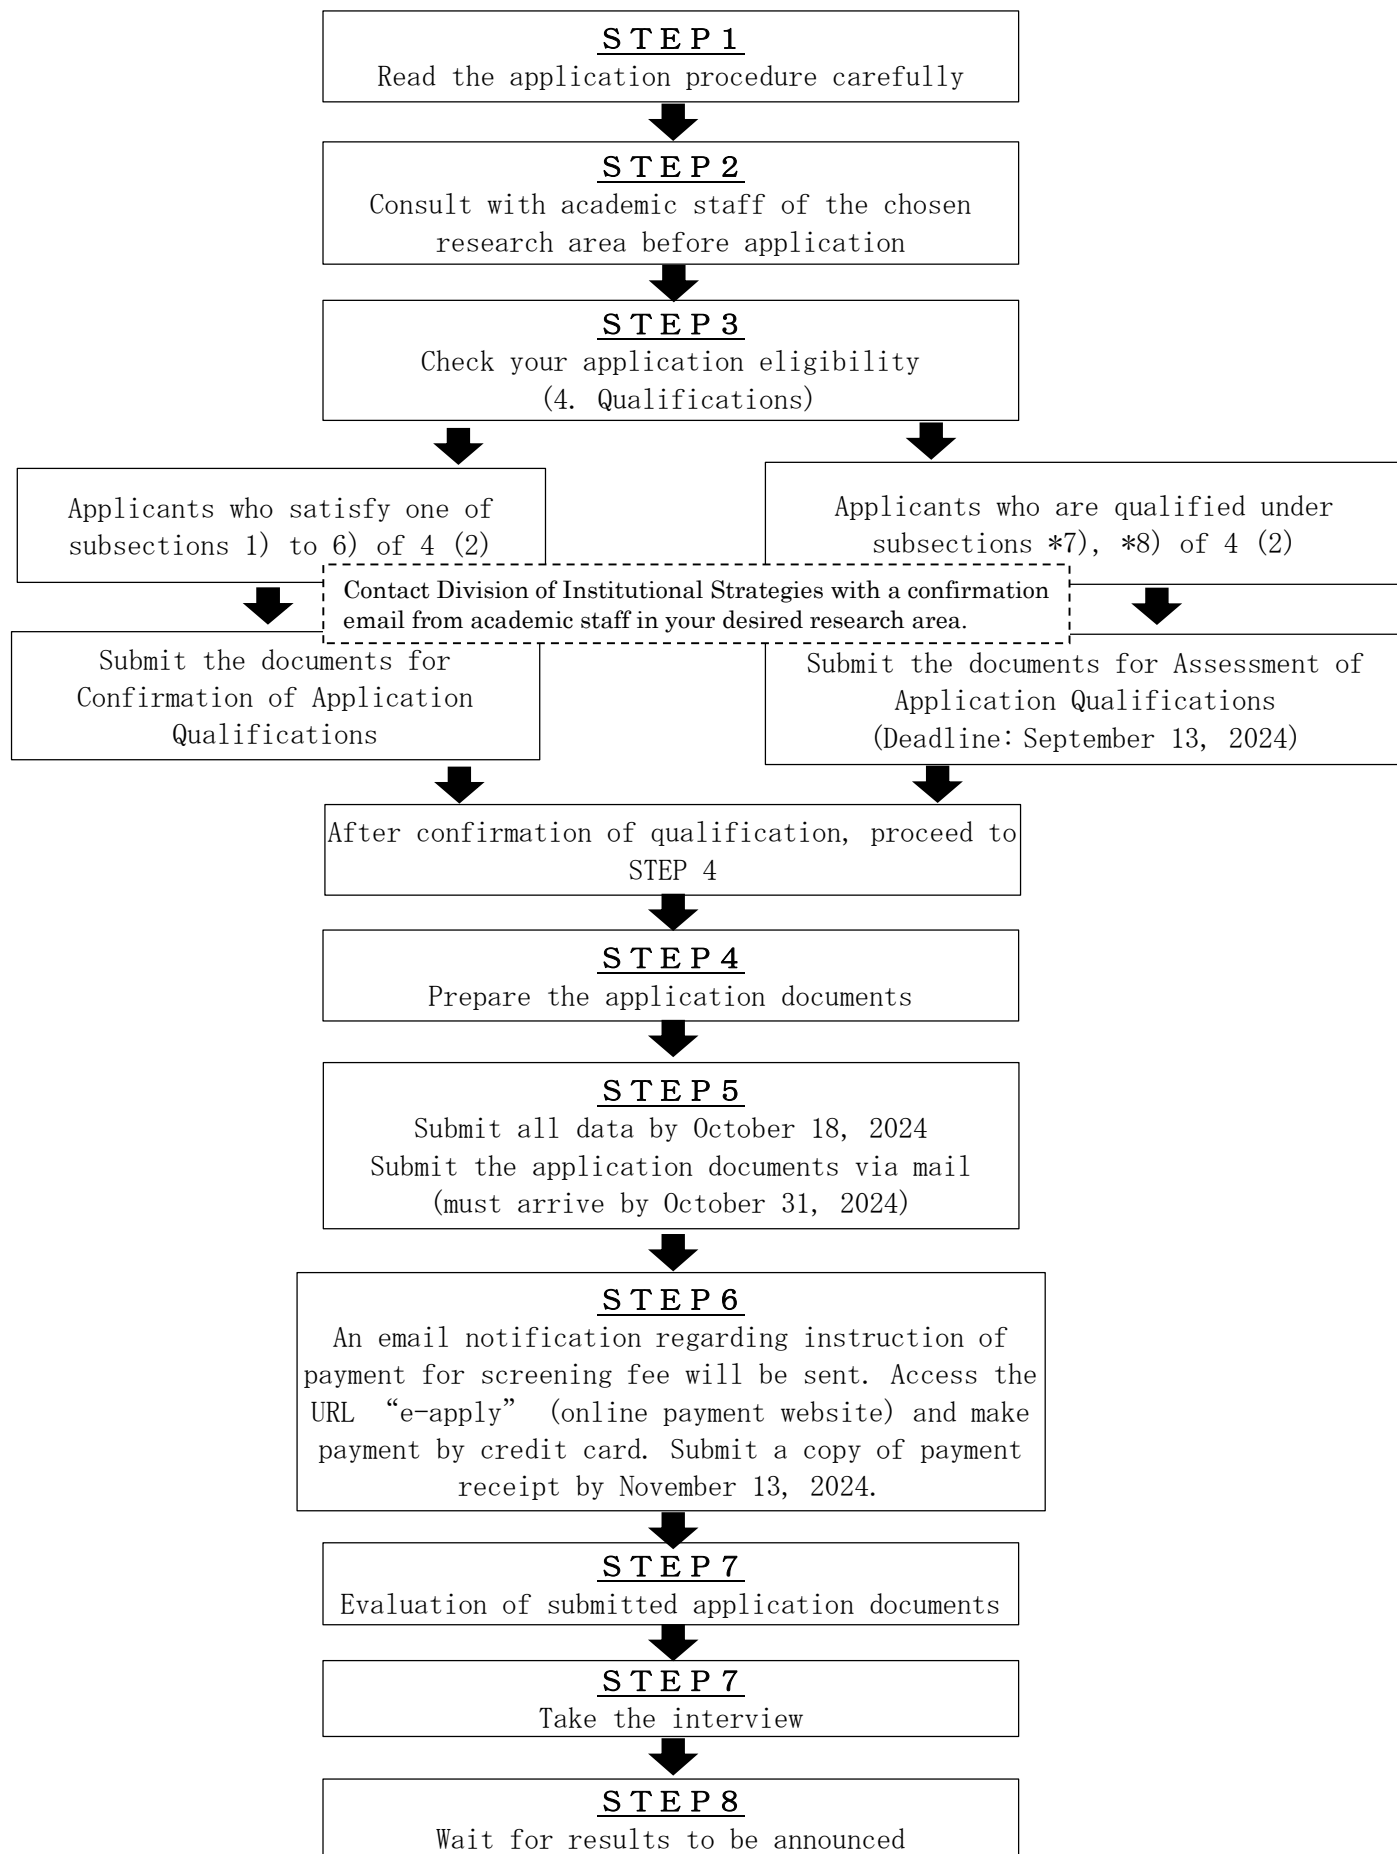 STEP1
Read the application procedure carefully
STEP2
Consult with academic staff of the chosen
research area before application
STEP3
Check your application eligibility
(4. Qualifications)
Applicants who satisfy one of
subsections 1) to 6) of 4 (2)
Applicants who are qualified under
subsections *7), *8) of 4 (2)
Contact Division of Institutional Strategies with a confirmation
email from academic staff in your desired research area.
Submit the documents for
Confirmation of Application
Qualifications
Submit the documents for Assessment of
Application Qualifications
(Deadline: September 13, 2024)
After confirmation of qualification, proceed to
STEP 4
STEP4
Prepare the application documents
STEP5
Submit all data by October 18, 2024
Submit the application documents via mail
(must arrive by October 31, 2024)
STEP6
An email notification regarding instruction of
payment for screening fee will be sent. Access the
URL “e-apply” (online payment website) and make
payment by credit card. Submit a copy of payment
receipt by November 13, 2024.
STEP7
Evaluation of submitted application documents
STEP7
Take the interview
STEP8
Wait for results to be announced